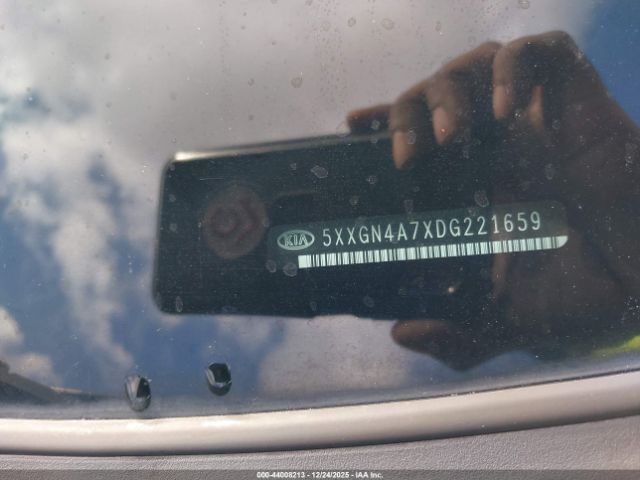 KIA 5XXGN4A7XDG221659
000-44008213 - 12/24/2025 - IAA Inc.